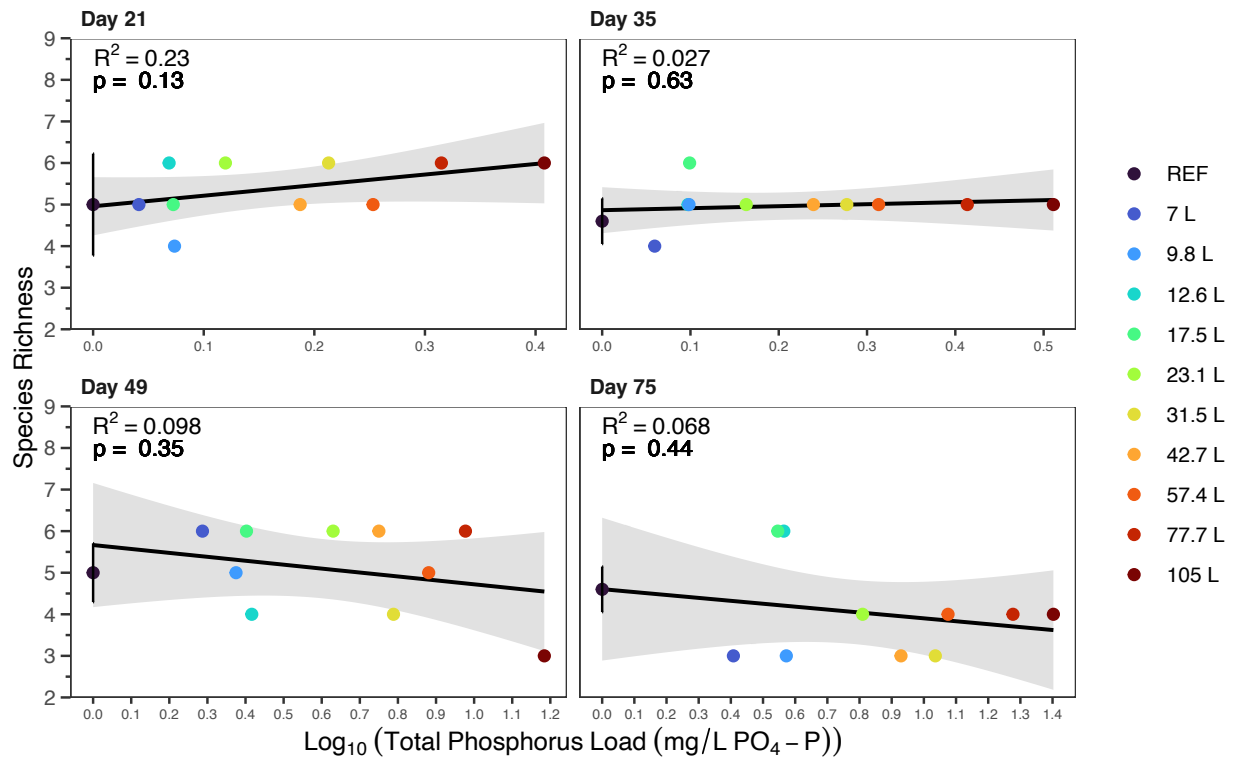 Day 21
Day 35
R² = 0.23
p = 0.13
R² = 0.027
p = 0.63
9
8
7
6
5
4
3
2
0.0 0.1 0.2 0.3 0.4
0.0 0.1 0.2 0.3 0.4 0.5
Species Richness
Day 49
Day 75
R² = 0.098
p = 0.35
R² = 0.068
p = 0.44
9
8
7
6
5
4
3
2
0.0 0.1 0.2 0.3 0.4 0.5 0.6 0.7 0.8 0.9 1.0 1.1 1.2
0.0 0.1 0.2 0.3 0.4 0.5 0.6 0.7 0.8 0.9 1.0 1.1 1.2 1.3 1.4
Log₁₀ (Total Phosphorus Load (mg/L PO₄ – P))
REF
7 L
9.8 L
12.6 L
17.5 L
23.1 L
31.5 L
42.7 L
57.4 L
77.7 L
105 L